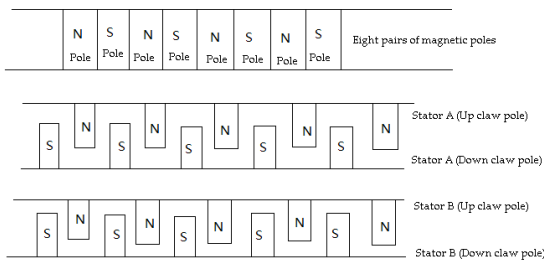 N S N S N S N S
Pole Pole Pole Pole Pole Pole Pole Pole
Eight pairs of magnetic poles
Stator A (Up claw pole)
N N N N N
S S S S S
Stator A (Down claw pole)
Stator B (Up claw pole)
N N N N N
S S S S S
Stator B (Down claw pole)